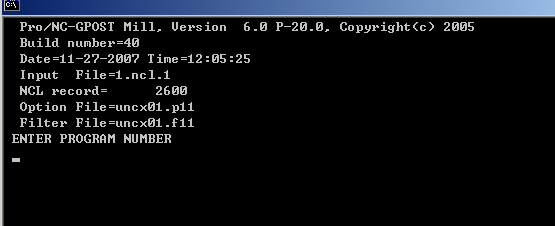 C:\
Pro/NC-GPOST Mill, Version  6.0 P-20.0, Copyright(c) 2005
Build number=40
Date=11-27-2007 Time=12:05:25
Input  File=1.ncl.1
NCL record=      2600
Option File=uncx01.p11
Filter File=uncx01.f11
ENTER PROGRAM NUMBER